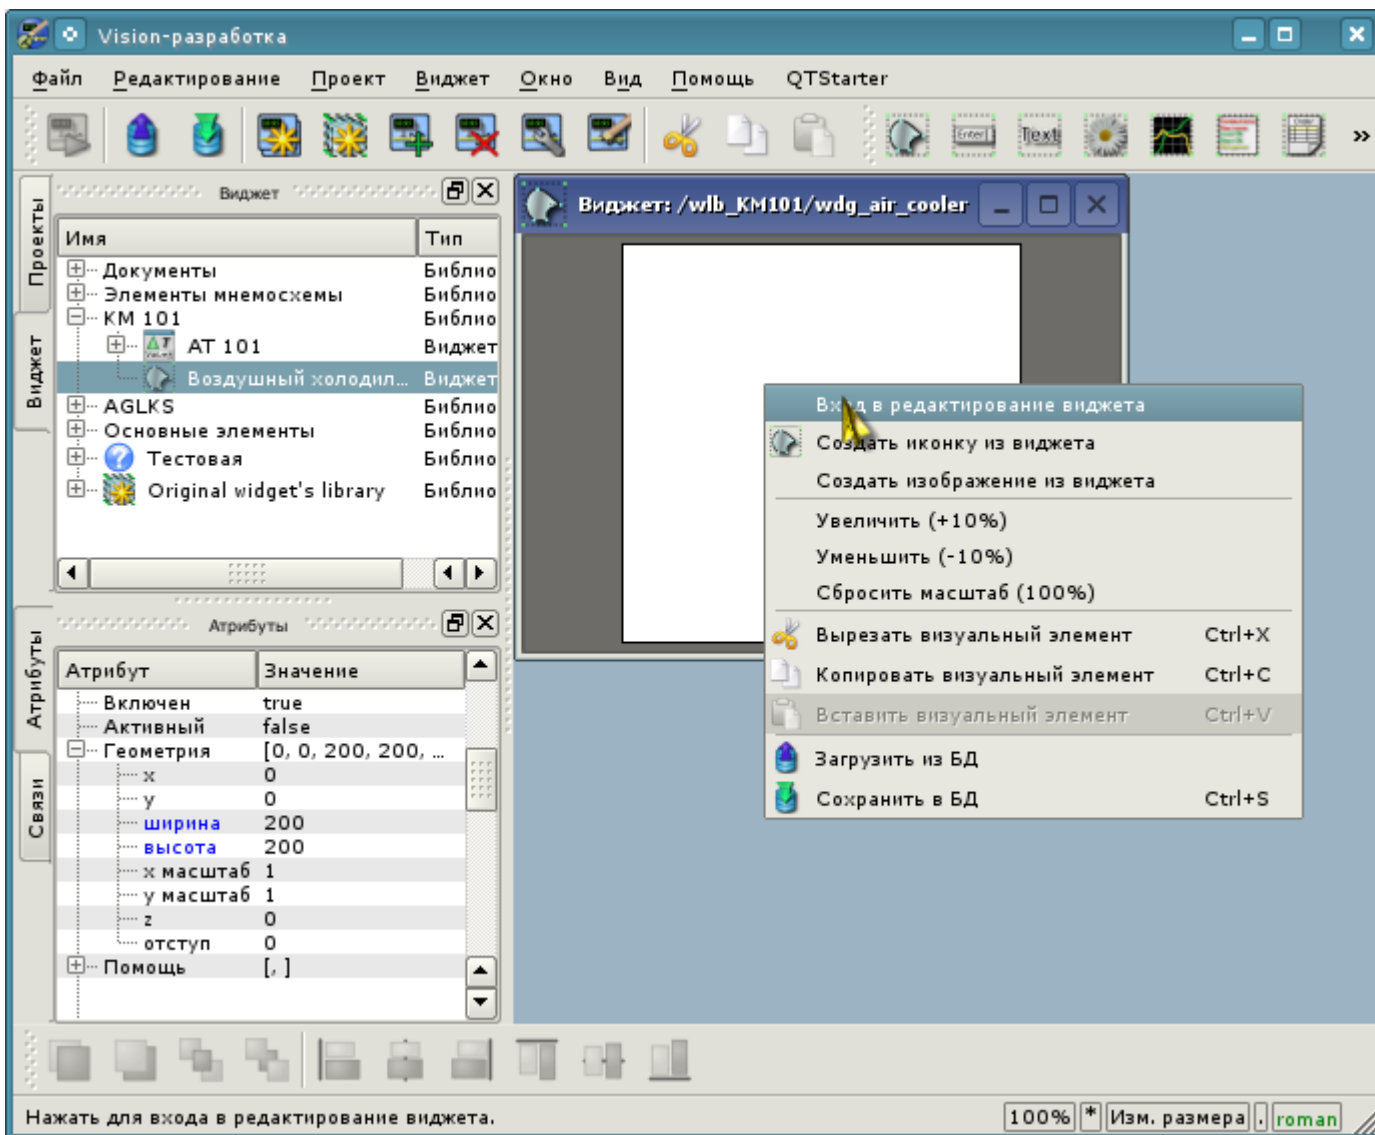 Vision-разработка
Файл Редактирование Проект Виджет Окно Вид Помощь QTStarter
Enter
Text
»
Проекты
Виджет
Виджет
Имя Тип
Документы Библио
Элементы мнемосхемы Библио
КМ 101 Библио
АТ 101 Виджет
Воздушный холодил... Виджет
AGLKS Библио
Основные элементы Библио
Тестовая Библио
Original widget's library Библио
Атрибуты
Связи
Атрибуты
Атрибут Значение
Включен true
Активный false
Геометрия [0, 0, 200, 200, ...
x 0
y 0
ширина 200
высота 200
x масштаб 1
y масштаб 1
z 0
отступ 0
Помощь [, ]
Виджет: /wlb_KM101/wdg_air_cooler
Вход в редактирование виджета
Создать иконку из виджета
Создать изображение из виджета
Увеличить (+10%)
Уменьшить (-10%)
Сбросить масштаб (100%)
Вырезать визуальный элемент Ctrl+X
Копировать визуальный элемент Ctrl+C
Вставить визуальный элемент Ctrl+V
Загрузить из БД
Сохранить в БД Ctrl+S
Нажать для входа в редактирование виджета.
100% * Изм. размера . roman